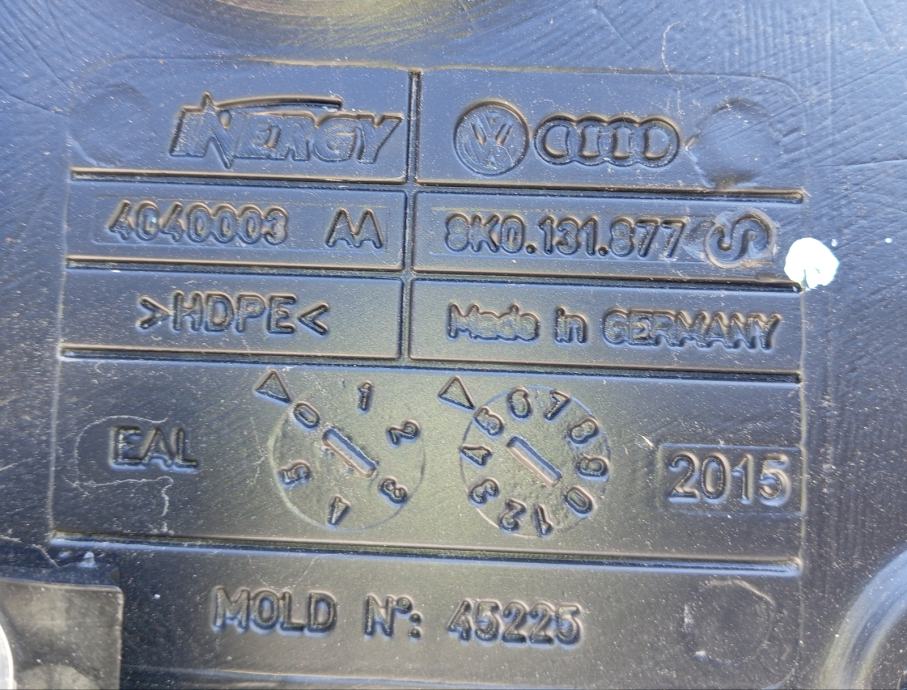 INERGY
VW
4040003 AA
8K0.131.877 S
>HDPE<
Made in GERMANY
EAL
0 1 2 3 4 5
5 6 7 8 9 0 1 2 3 4
2015
MOLD N°: 45225